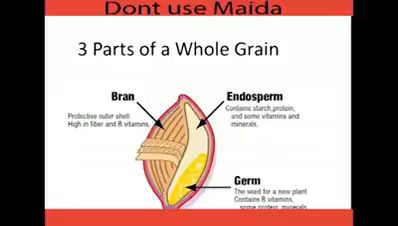 Dont use Maida
3 Parts of a Whole Grain
Bran
Protective outer shell.
High in fiber and B vitamins.
Endosperm
Contains starch,protein,
and some vitamins and
minerals.
Germ
The seed for a new plant
Contains B vitamins,
some protein, minerals